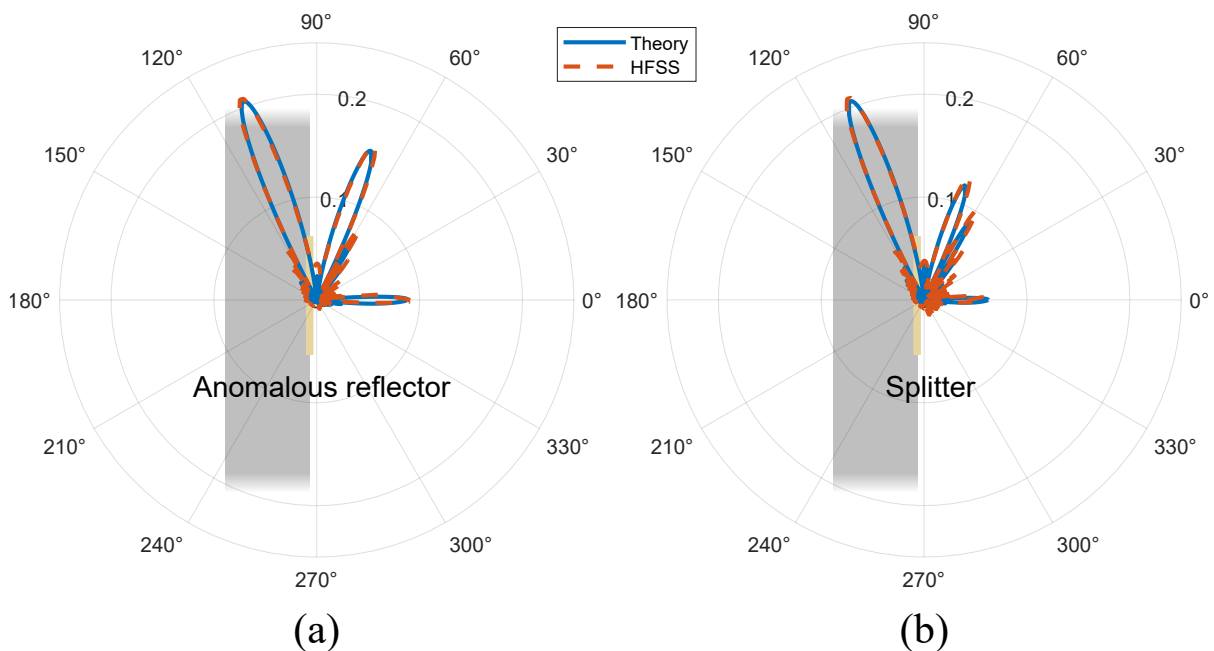 90° 90°
120° 60° Theory 120° 60°
HFSS
0.2 0.2
150° 30° 150° 30°
0.1 0.1
180° 0° 180° 0°
Anomalous reflector Splitter
210° 330° 210° 330°
240° 300° 240° 300°
270° 270°
(a) (b)